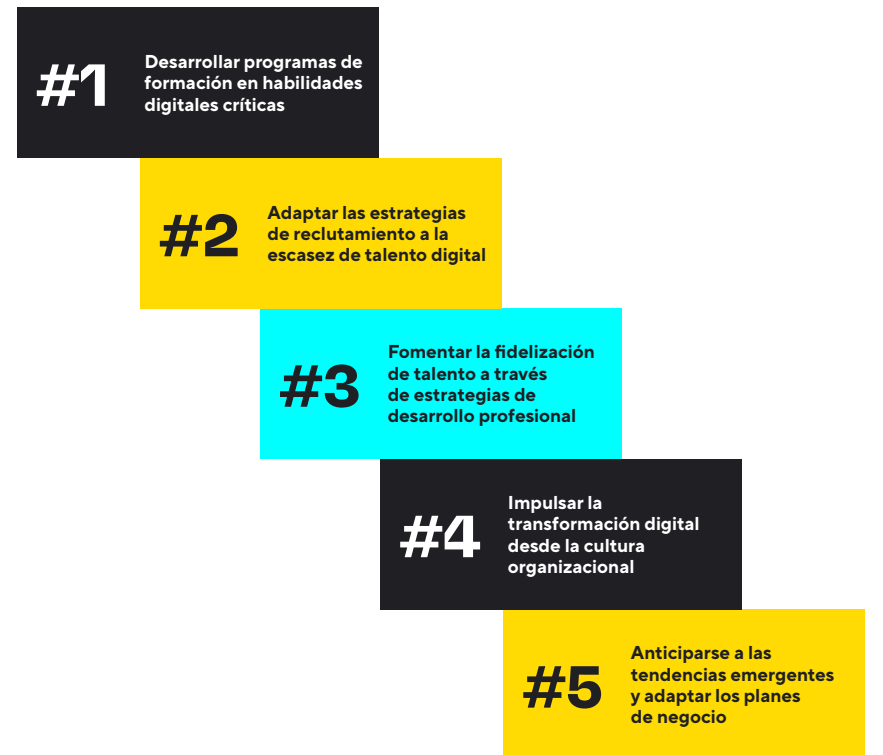 #1
Desarrollar programas de
formación en habilidades
digitales críticas
#2
Adaptar las estrategias
de reclutamiento a la
escasez de talento digital
#3
Fomentar la fidelización
de talento a través
de estrategias de
desarrollo profesional
#4
Impulsar la
transformación digital
desde la cultura
organizacional
#5
Anticiparse a las
tendencias emergentes
y adaptar los planes
de negocio